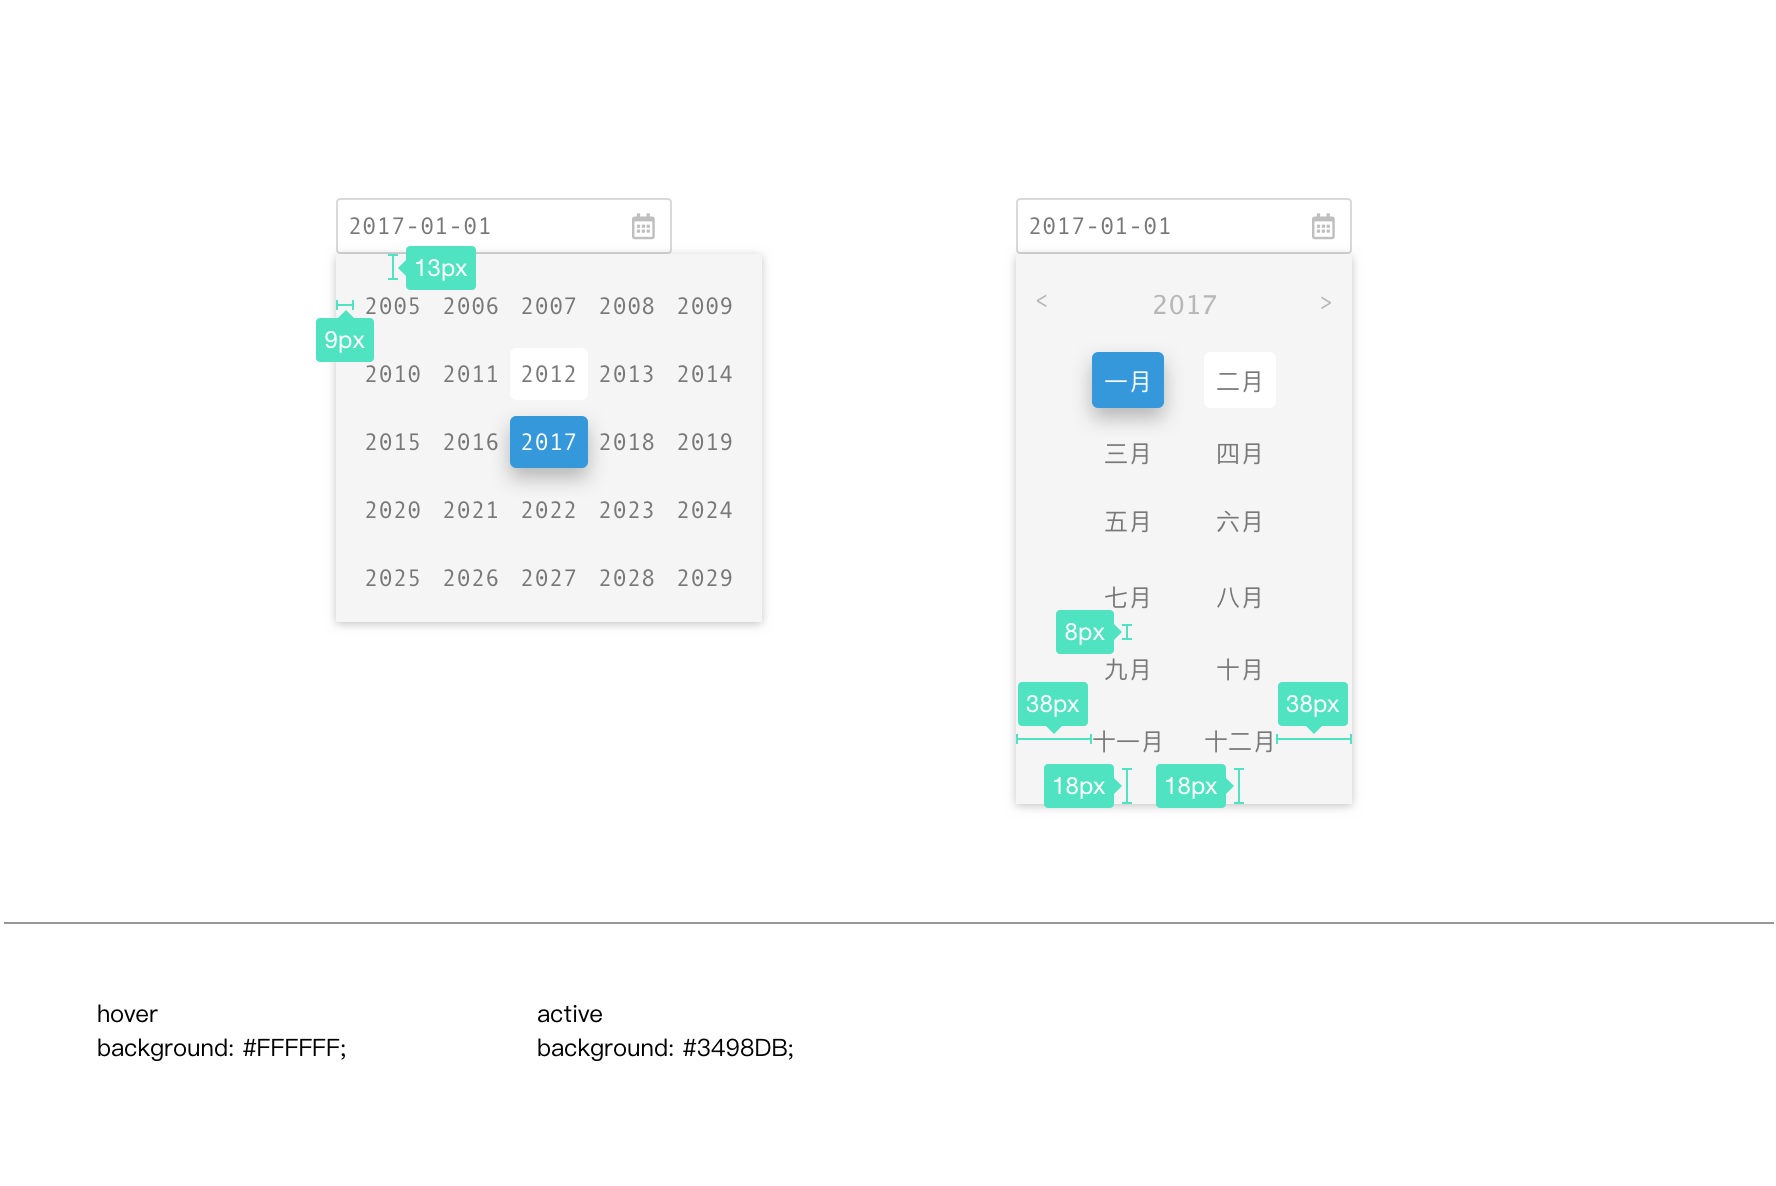 2017-01-01
13px
2005 2006 2007 2008 2009
9px
2010 2011 2012 2013 2014
2015 2016 2017 2018 2019
2020 2021 2022 2023 2024
2025 2026 2027 2028 2029
2017-01-01
< 2017 >
一月 二月
三月 四月
五月 六月
七月 八月
8px
九月 十月
38px 38px
十一月 十二月
18px 18px
hover
background: #FFFFFF;
active
background: #3498DB;